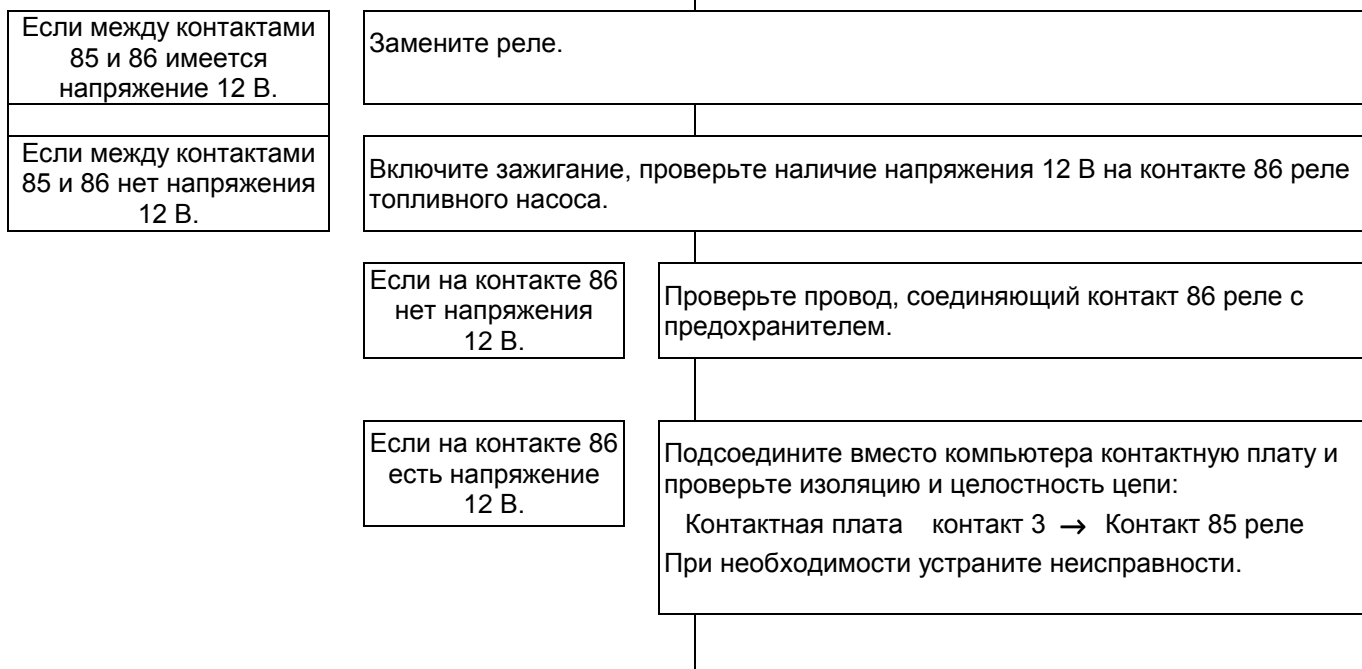 Если между контактами
85 и 86 имеется
напряжение 12 В.
Замените реле.
Если между контактами
85 и 86 нет напряжения
12 В.
Включите зажигание, проверьте наличие напряжения 12 В на контакте 86 реле
топливного насоса.
Если на контакте 86
нет напряжения
12 В.
Проверьте провод, соединяющий контакт 86 реле с
предохранителем.
Если на контакте 86
есть напряжение
12 В.
Подсоедините вместо компьютера контактную плату и
проверьте изоляцию и целостность цепи:
Контактная плата контакт 3 → Контакт 85 реле
При необходимости устраните неисправности.